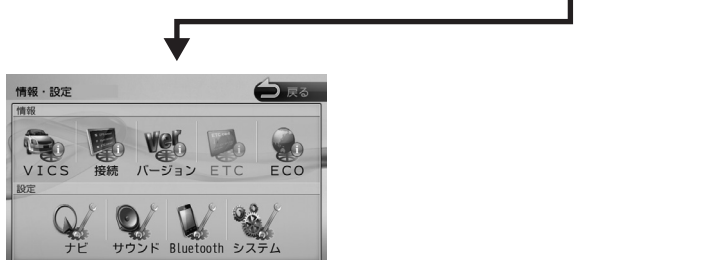 情報・設定
戻る
情報
Ver
VICS 接続 バージョン ETC ECO
設定
ナビ サウンド Bluetooth システム